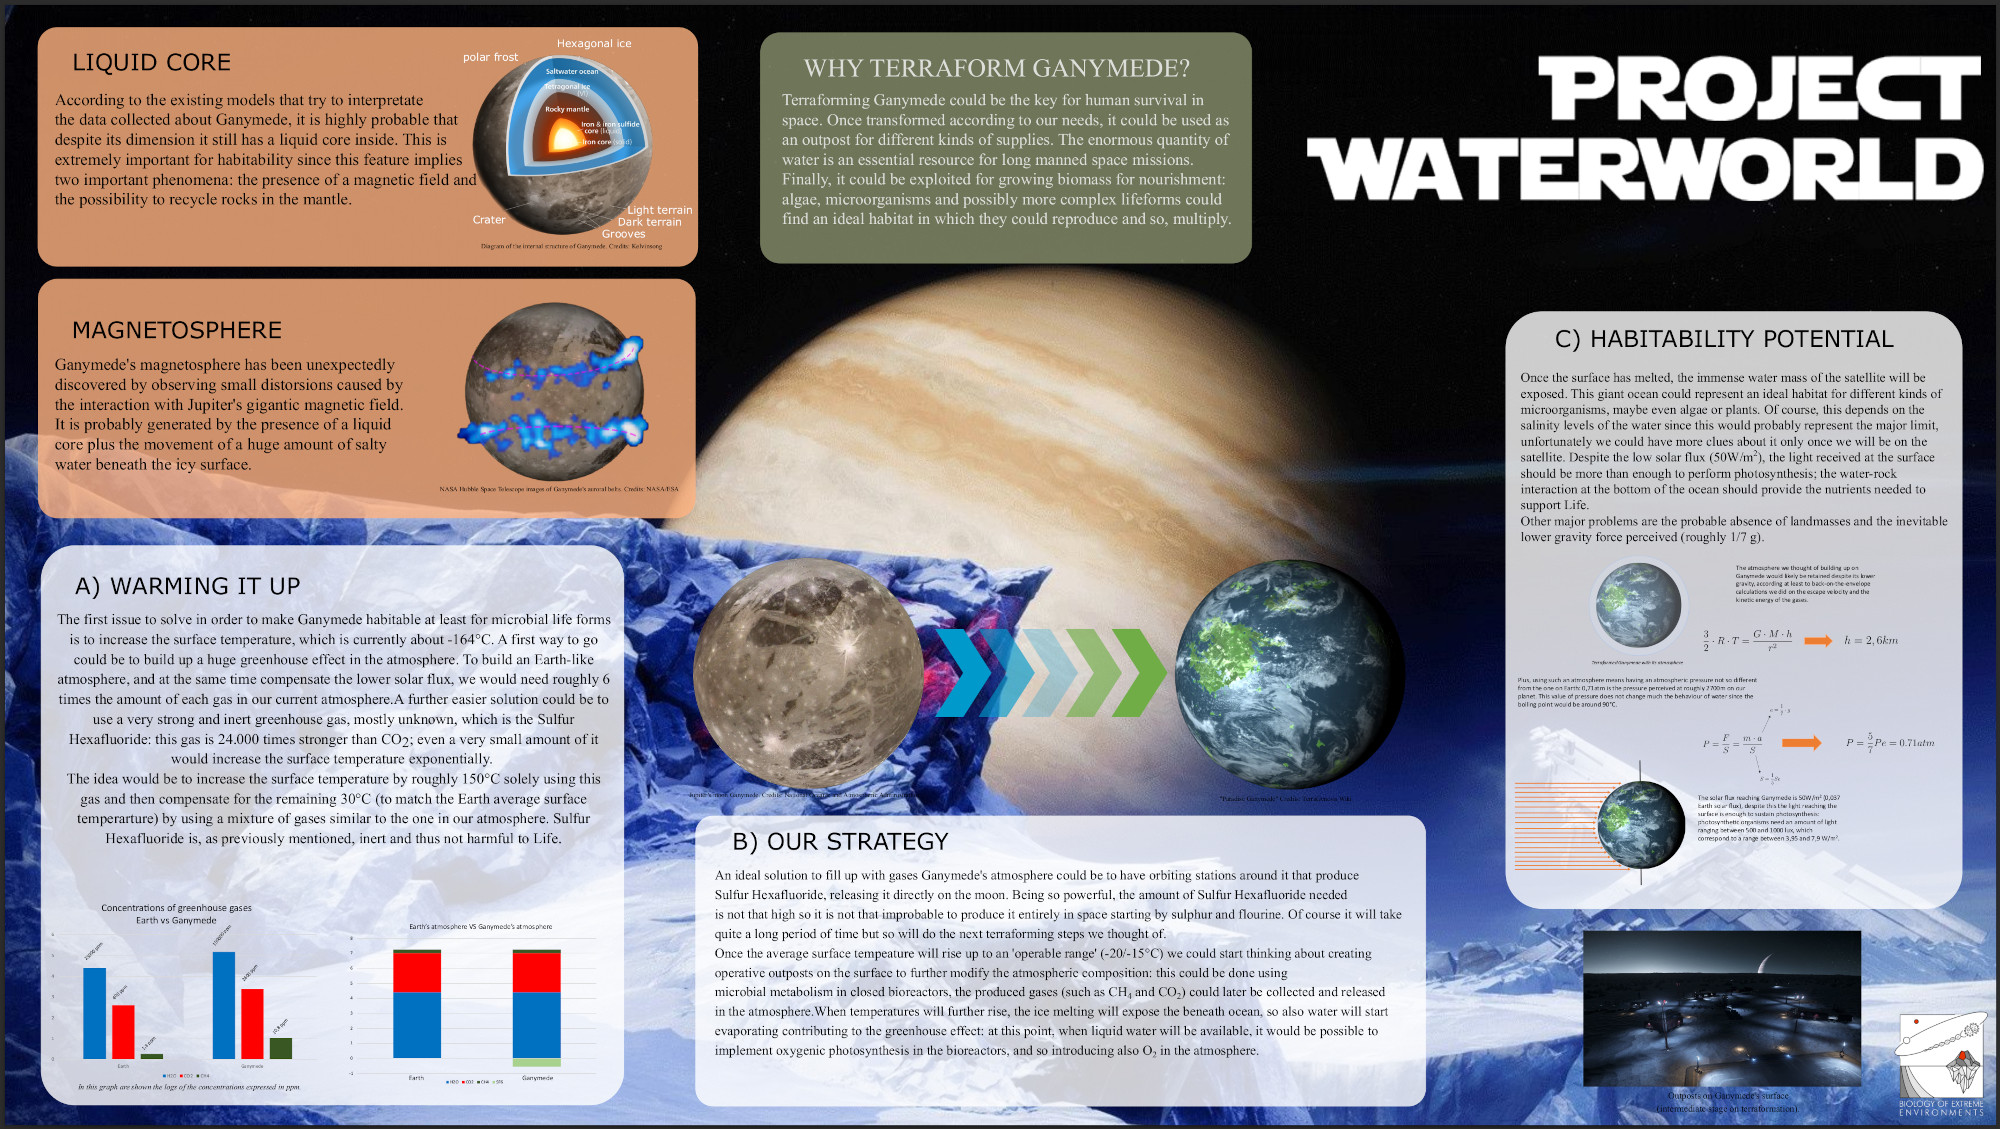 LIQUID CORE
According to the existing models that try to interpretate
the data collected about Ganymede, it is highly probable that
despite its dimension it still has a liquid core inside. This is
extremely important for habitability since this feature implies
two important phenomena: the presence of a magnetic field and
the possibility to recycle rocks in the mantle.
Hexagonal ice
polar frost
Saltwater ocean
Tetragonal ice
(VI)
Rocky mantle
Iron & iron sulfide
core (liquid)
Iron core (solid)
Crater
Light terrain
Dark terrain
Grooves
Diagram of the internal structure of Ganymede. Credits: Kelvinsong
MAGNETOSPHERE
Ganymede's magnetosphere has been unexpectedly
discovered by observing small distorsions caused by
the interaction with Jupiter's gigantic magnetic field.
It is probably generated by the presence of a liquid
core plus the movement of a huge amount of salty
water beneath the icy surface.
NASA Hubble Space Telescope images of Ganymede's auroral belts. Credits: NASA/ESA
WHY TERRAFORM GANYMEDE?
Terraforming Ganymede could be the key for human survival in
space. Once transformed according to our needs, it could be used as
an outpost for different kinds of supplies. The enormous quantity of
water is an essential resource for long manned space missions.
Finally, it could be exploited for growing biomass for nourishment:
algae, microorganisms and possibly more complex lifeforms could
find an ideal habitat in which they could reproduce and so, multiply.
PROJECT
WATERWORLD
A) WARMING IT UP
The first issue to solve in order to make Ganymede habitable at least for microbial life forms
is to increase the surface temperature, which is currently about -164°C. A first way to go
could be to build up a huge greenhouse effect in the atmosphere. To build an Earth-like
atmosphere, and at the same time compensate the lower solar flux, we would need roughly 6
times the amount of each gas in our current atmosphere.A further easier solution could be to
use a very strong and inert greenhouse gas, mostly unknown, which is the Sulfur
Hexafluoride: this gas is 24.000 times stronger than CO2; even a very small amount of it
would increase the surface temperature exponentially.
The idea would be to increase the surface temperature by roughly 150°C solely using this
gas and then compensate for the remaining 30°C (to match the Earth average surface
temperarture) by using a mixture of gases similar to the one in our atmosphere. Sulfur
Hexafluoride is, as previously mentioned, inert and thus not harmful to Life.
Concentrations of greenhouse gases
Earth vs Ganymede
400 ppm
Earth
Ganymede
H2O CO2 CH4
In this graph are shown the logs of the concentrations expressed in ppm.
Earth's atmosphere VS Ganymede's atmosphere
8
7
6
5
4
3
2
1
0
-1
Earth
Ganymede
H2O CO2 CH4 SF6
"Paradise Ganymede" Credits: Terraforming Wiki
B) OUR STRATEGY
An ideal solution to fill up with gases Ganymede's atmosphere could be to have orbiting stations around it that produce
Sulfur Hexafluoride, releasing it directly on the moon. Being so powerful, the amount of Sulfur Hexafluoride needed
is not that high so it is not that improbable to produce it entirely in space starting by sulphur and flourine. Of course it will take
quite a long period of time but so will do the next terraforming steps we thought of.
Once the average surface tempeature will rise up to an 'operable range' (-20/-15°C) we could start thinking about creating
operative outposts on the surface to further modify the atmospheric composition: this could be done using
microbial metabolism in closed bioreactors, the produced gases (such as CH4 and CO2) could later be collected and released
in the atmosphere.When temperatures will further rise, the ice melting will expose the beneath ocean, so also water will start
evaporating contributing to the greenhouse effect: at this point, when liquid water will be available, it would be possible to
implement oxygenic photosynthesis in the bioreactors, and so introducing also O2 in the atmosphere.
C) HABITABILITY POTENTIAL
Once the surface has melted, the immense water mass of the satellite will be
exposed. This giant ocean could represent an ideal habitat for different kinds of
microorganisms, maybe even algae or plants. Of course, this depends on the
salinity levels of the water since this would probably represent the major limit,
unfortunately we could have more clues about it only once we will be on the
satellite. Despite the low solar flux (50W/m²), the light received at the surface
should be more than enough to perform photosynthesis; the water-rock
interaction at the bottom of the ocean should provide the nutrients needed to
support Life.
Other major problems are the probable absence of landmasses and the inevitable
lower gravity force perceived (roughly 1/7 g).
The atmosphere we thought of building up on
Ganymede would likely be retained despite its lower
gravity, according at least to back-on-the-envelope
calculations we did on the escape velocity and the
kinetic energy of the gases.
3/2 · R · T = G · M · h / r² h = 2,6km
Terraformed Ganymede with its atmosphere
Plus, using such an atmosphere means having an atmospheric pressure not so different
from the one on Earth: 0,71atm is the pressure perceived at roughly 2700m on our
planet. This value of pressure does not change much the behaviour of water since the
boiling point would be around 90°C.
P = F/S = m · a / S P = 5/7 Pe = 0.71atm
The solar flux reaching Ganymede is 50W/m² (0,037
Earth solar flux), despite this the light reaching the
surface is enough to sustain photosynthesis:
photosynthetic organisms need an amount of light
ranging between 500 and 1000 lux, which
correspond to a range between 3,95 and 7,9 W/m².
Outposts on Ganymede's surface
(intermediate stage on terraformation).
BIOLOGY OF EXTREME
ENVIRONMENTS